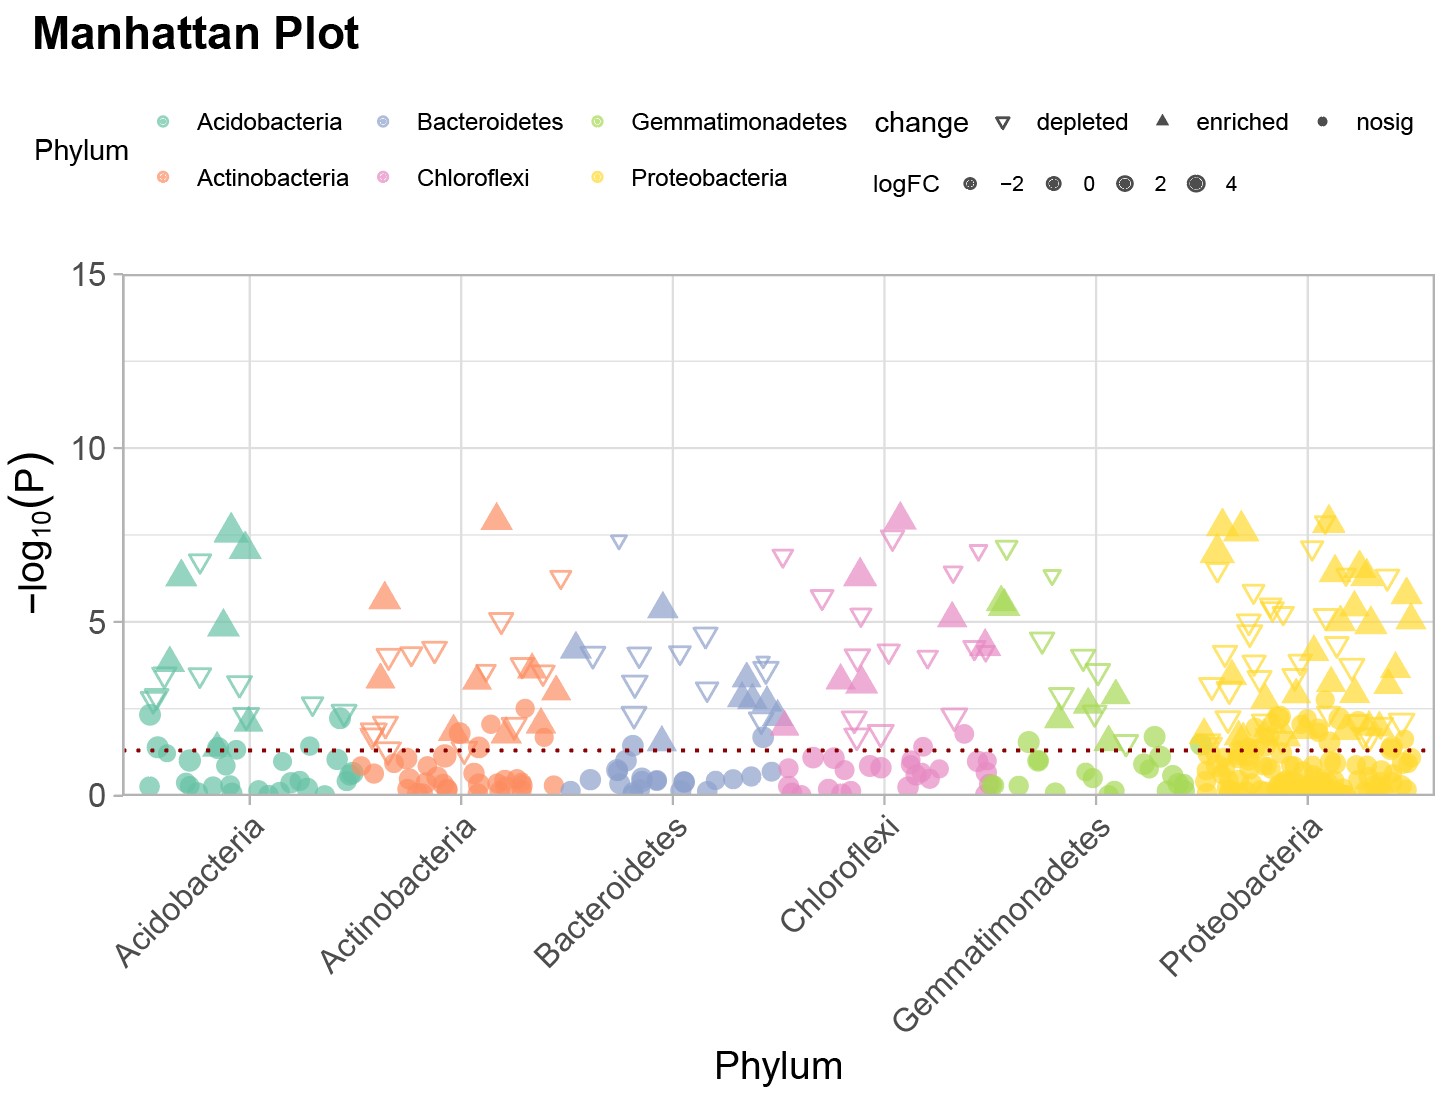 Manhattan Plot
Phylum
Acidobacteria
Bacteroidetes
Gemmatimonadetes
Actinobacteria
Chloroflexi
Proteobacteria
change
depleted
enriched
nosig
logFC
−2
0
2
4
15
10
5
0
−log10(P)
Acidobacteria
Actinobacteria
Bacteroidetes
Chloroflexi
Gemmatimonadetes
Proteobacteria
Phylum